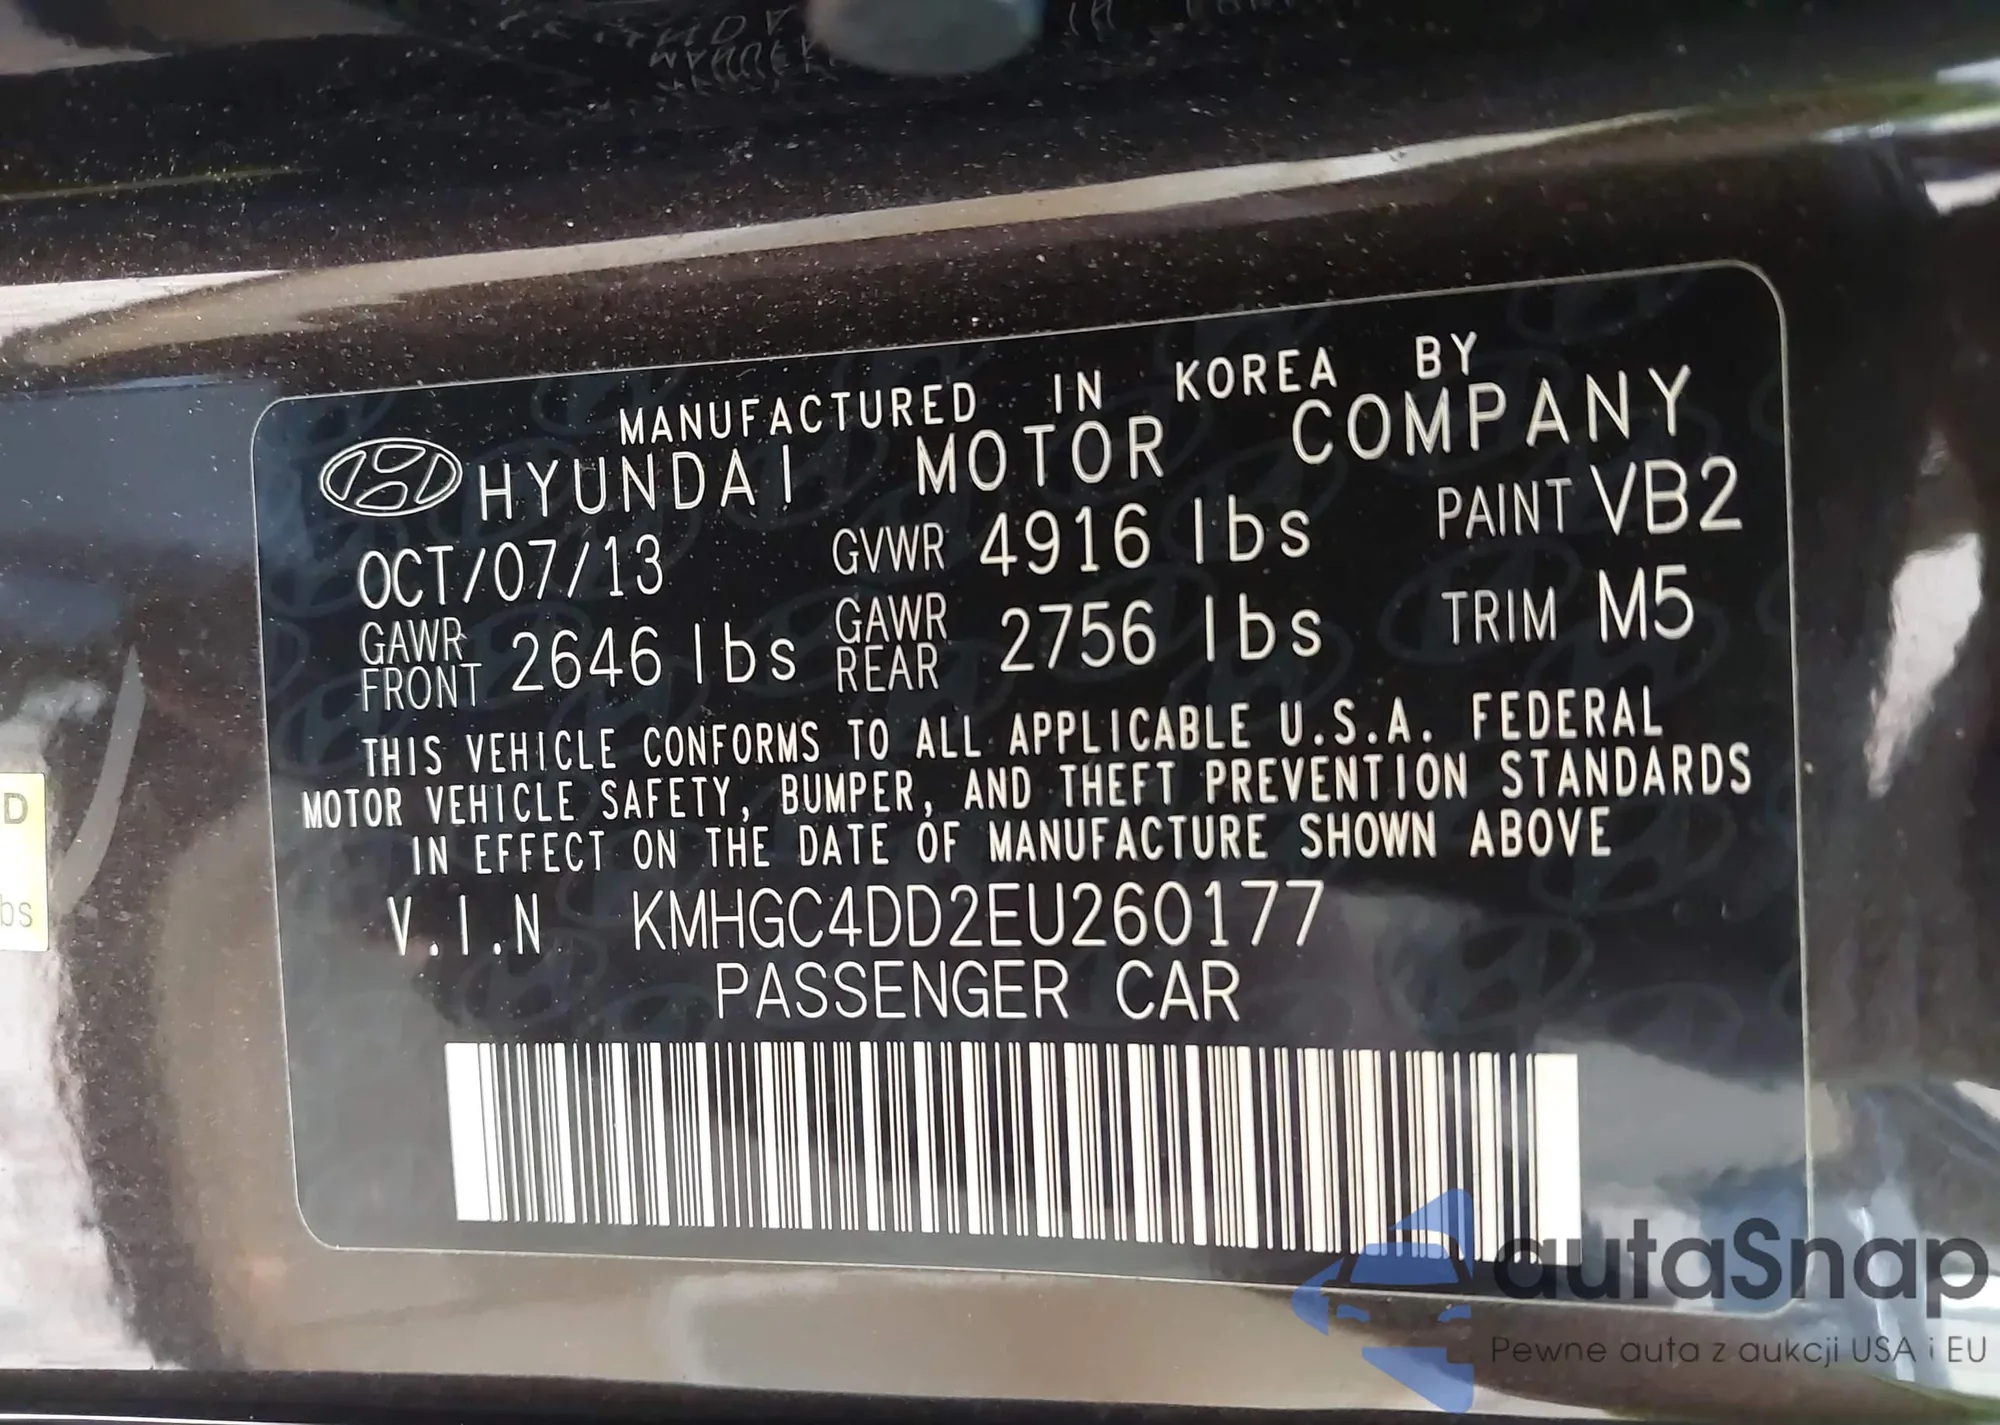 MANUFACTURED IN KOREA BY
HYUNDAI MOTOR COMPANY
OCT/07/13 GVWR 4916 lbs PAINT VB2
GAWR FRONT 2646 lbs GAWR REAR 2756 lbs TRIM M5
THIS VEHICLE CONFORMS TO ALL APPLICABLE U.S.A. FEDERAL
MOTOR VEHICLE SAFETY, BUMPER, AND THEFT PREVENTION STANDARDS
IN EFFECT ON THE DATE OF MANUFACTURE SHOWN ABOVE
V.I.N KMHGC4DD2EU260177
PASSENGER CAR
D
bs
autaSnap
Pewne auta z aukcji USA i EU